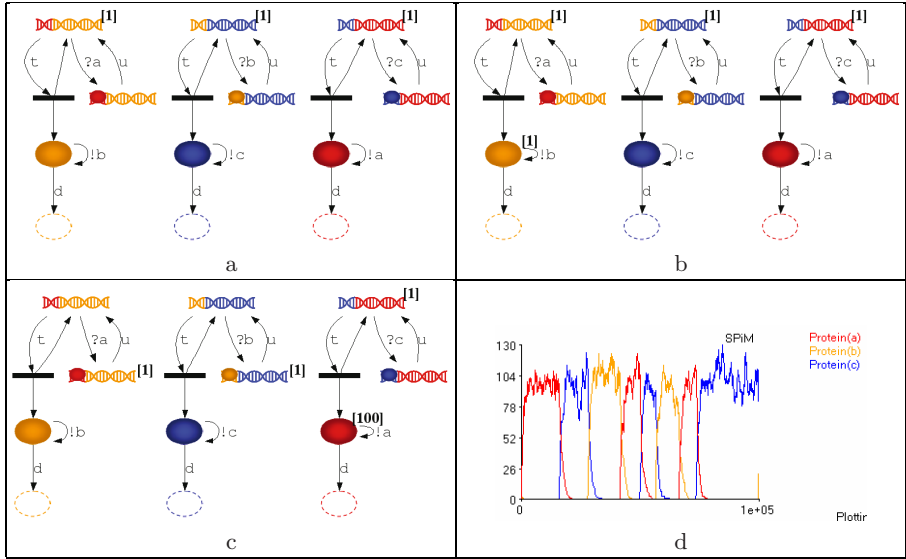 [1] [1] [1]
t ?a u t ?b u t ?c u
!b !c !a
d d d
a
[1] [1] [1]
t ?a u t ?b u t ?c u
[1]
!b !c !a
d d d
b
[1]
t ?a u t ?b u t ?c u
[1] [1]
[100]
!b !c !a
d d d
c
SPiM
Protein(a)
Protein(b)
Protein(c)
130
104
78
52
26
0
0 1e+05
Plottir
d